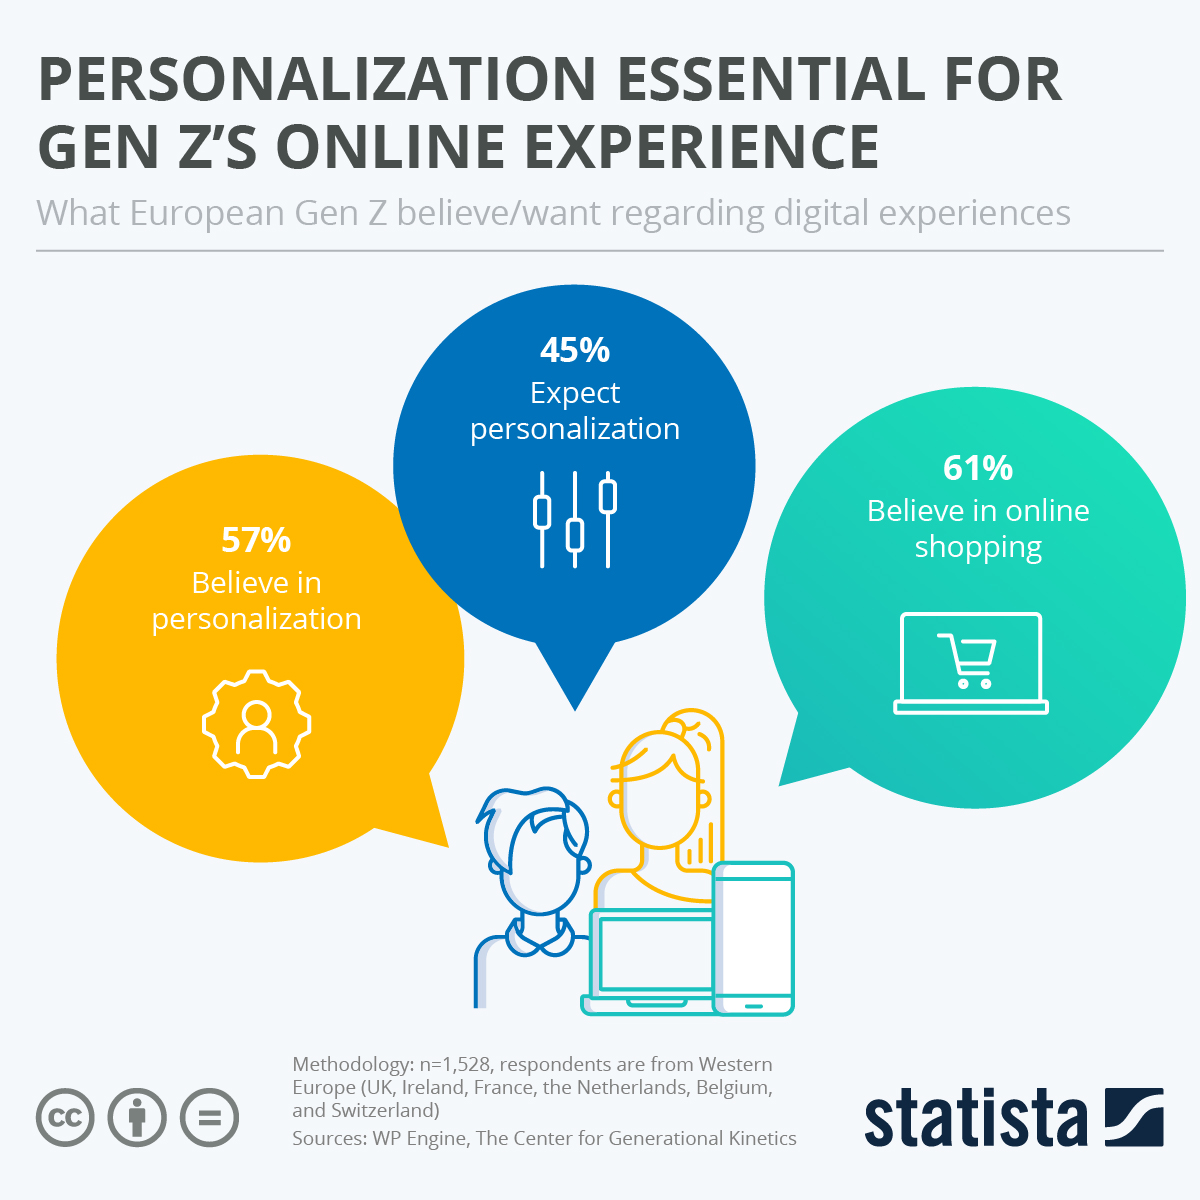 PERSONALIZATION ESSENTIAL FOR
GEN Z’S ONLINE EXPERIENCE
What European Gen Z believe/want regarding digital experiences
45%
Expect
personalization
61%
Believe in online
shopping
57%
Believe in
personalization
Methodology: n=1,528, respondents are from Western
Europe (UK, Ireland, France, the Netherlands, Belgium,
and Switzerland)
Sources: WP Engine, The Center for Generational Kinetics
cc
statista